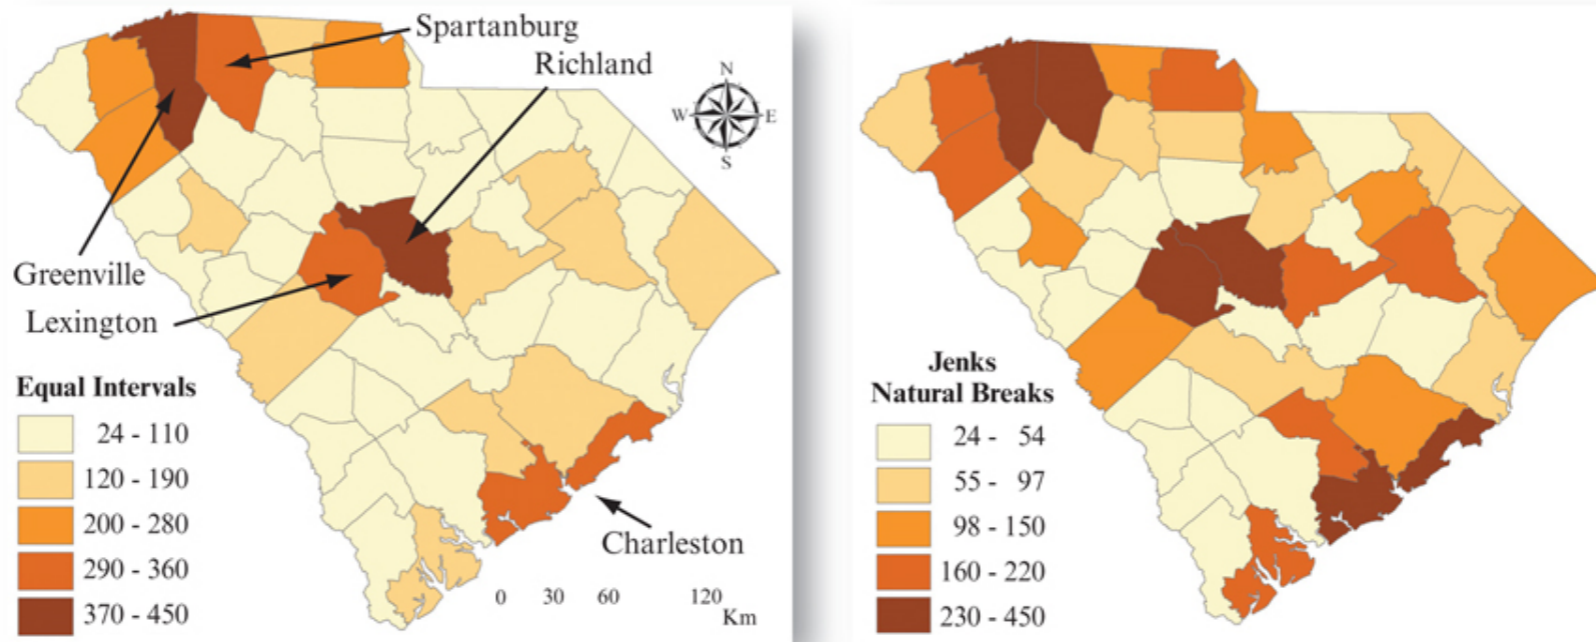 Spartanburg
Richland
N
W E
S
Greenville
Lexington
Equal Intervals
24 - 110
120 - 190
200 - 280
290 - 360
370 - 450
Charleston
0 30 60 120
Km
Jenks
Natural Breaks
24 - 54
55 - 97
98 - 150
160 - 220
230 - 450